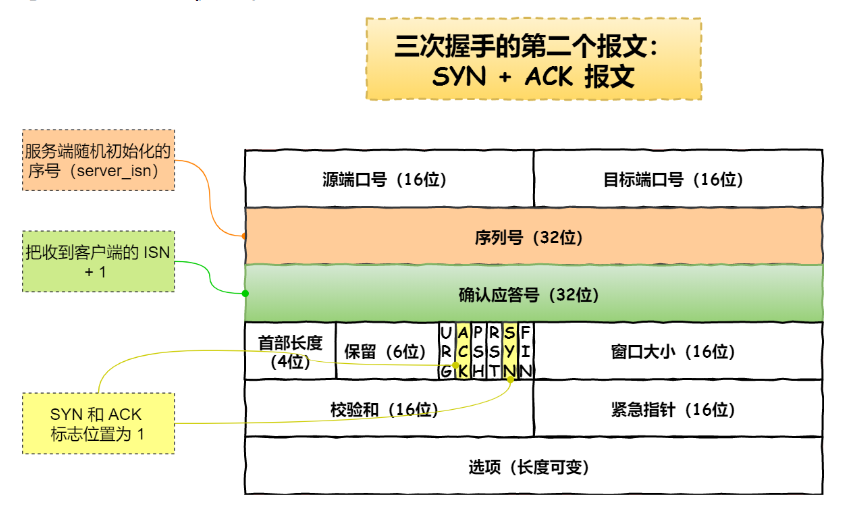 三次握手的第二个报文：
SYN + ACK 报文
服务端随机初始化的
序号（server_isn）
源端口号（16位）
目标端口号（16位）
序列号（32位）
把收到客户端的 ISN
+ 1
确认应答号（32位）
首部长度
（4位）
保留（6位）
URG
ACK
PSH
RST
SYN
FIN
窗口大小（16位）
SYN 和 ACK
标志位置为 1
校验和（16位）
紧急指针（16位）
选项（长度可变）